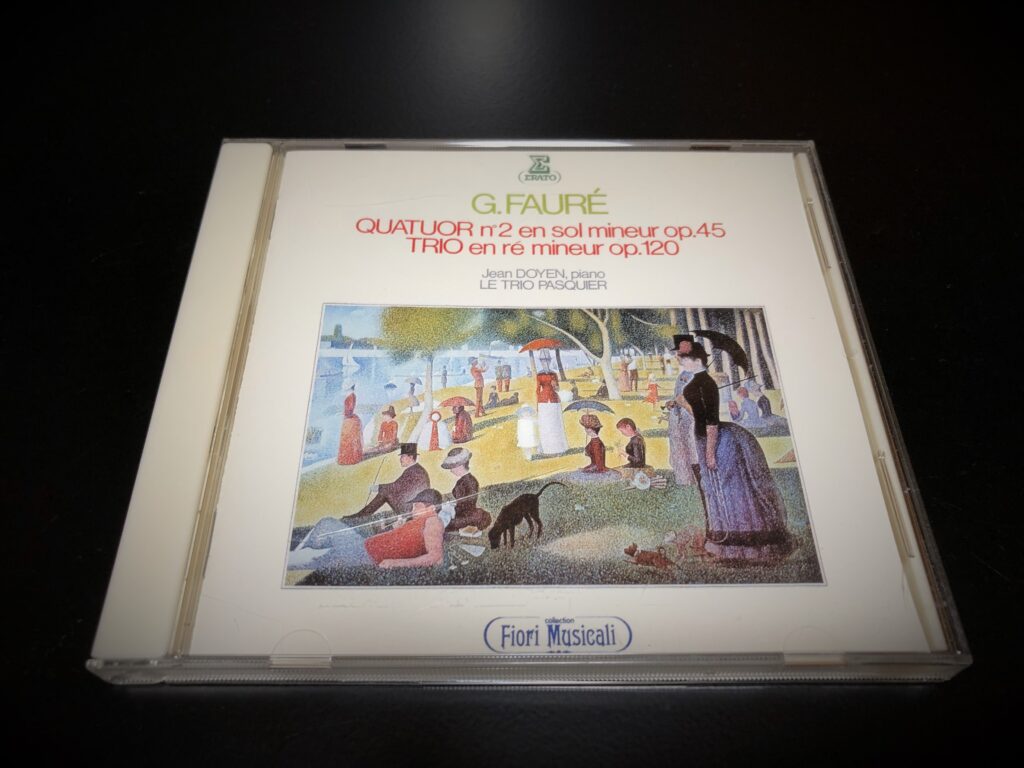 Σ
ERATO
G.FAURÉ
QUATUOR n°2 en sol mineur op.45
TRIO en ré mineur op.120
Jean DOYEN, piano
LE TRIO PASQUIER
collection
Fiori Musicali